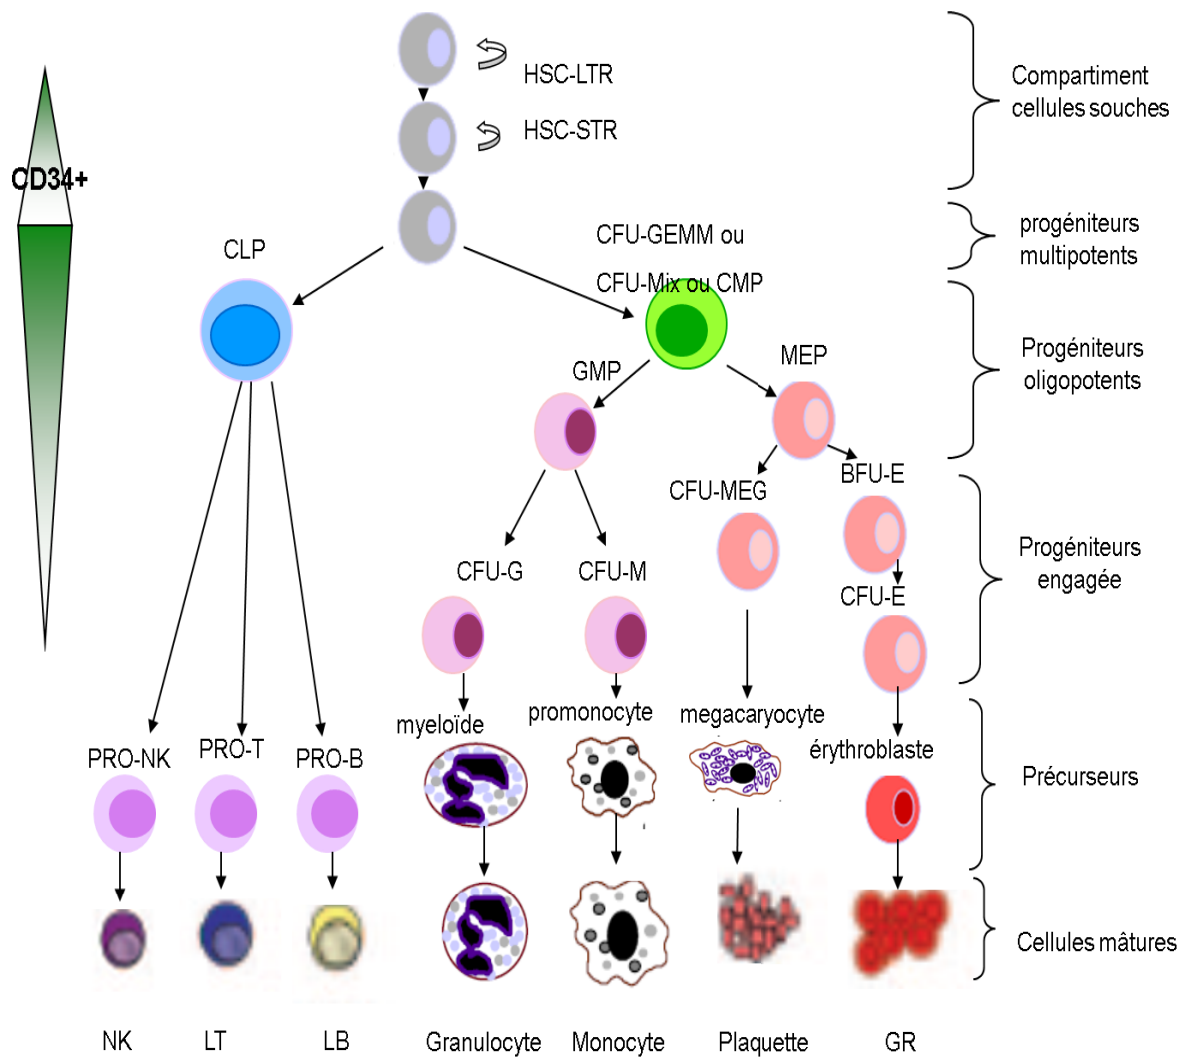 HSC-LTR
Compartiment
cellules souches
HSC-STR
CD34+
progéniteurs
multipotents
CLP
CFU-GEMM ou
CFU-Mix ou CMP
Progéniteurs
oligopotents
GMP
MEP
CFU-MEG
BFU-E
Progéniteurs
engagée
CFU-G
CFU-M
CFU-E
myeloïde
promonocyte
megacaryocyte
érythroblaste
PRO-NK
PRO-T
PRO-B
Précurseurs
Cellules mâtures
NK
LT
LB
Granulocyte
Monocyte
Plaquette
GR